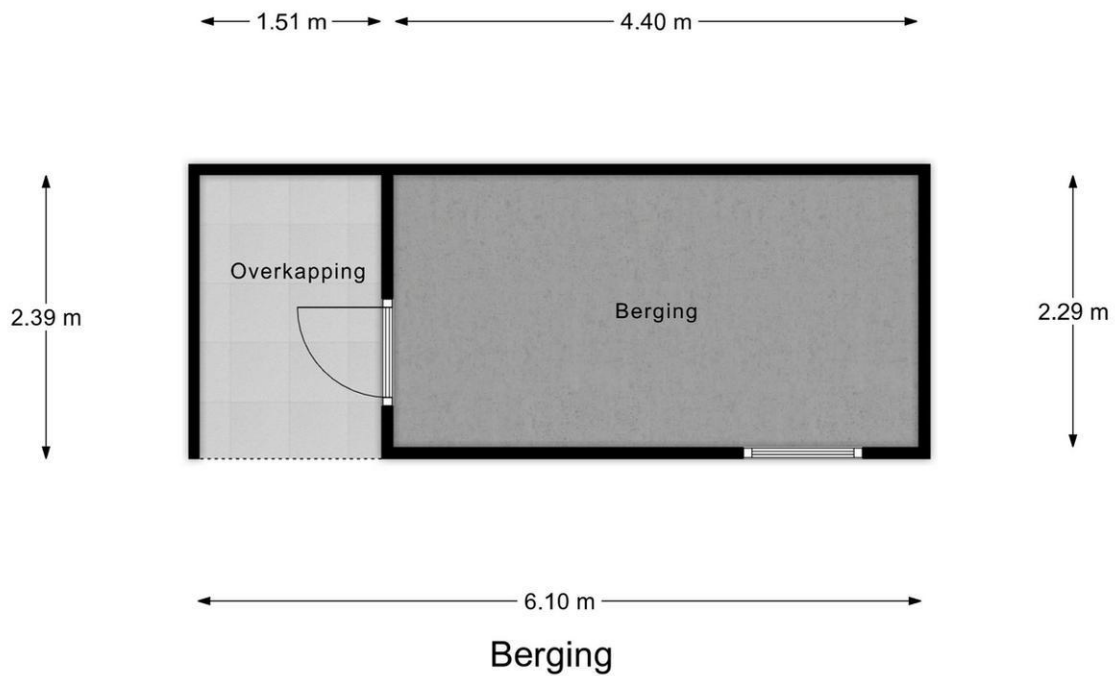 1.51 m
4.40 m
Overkapping
Berging
2.39 m
2.29 m
6.10 m
Berging